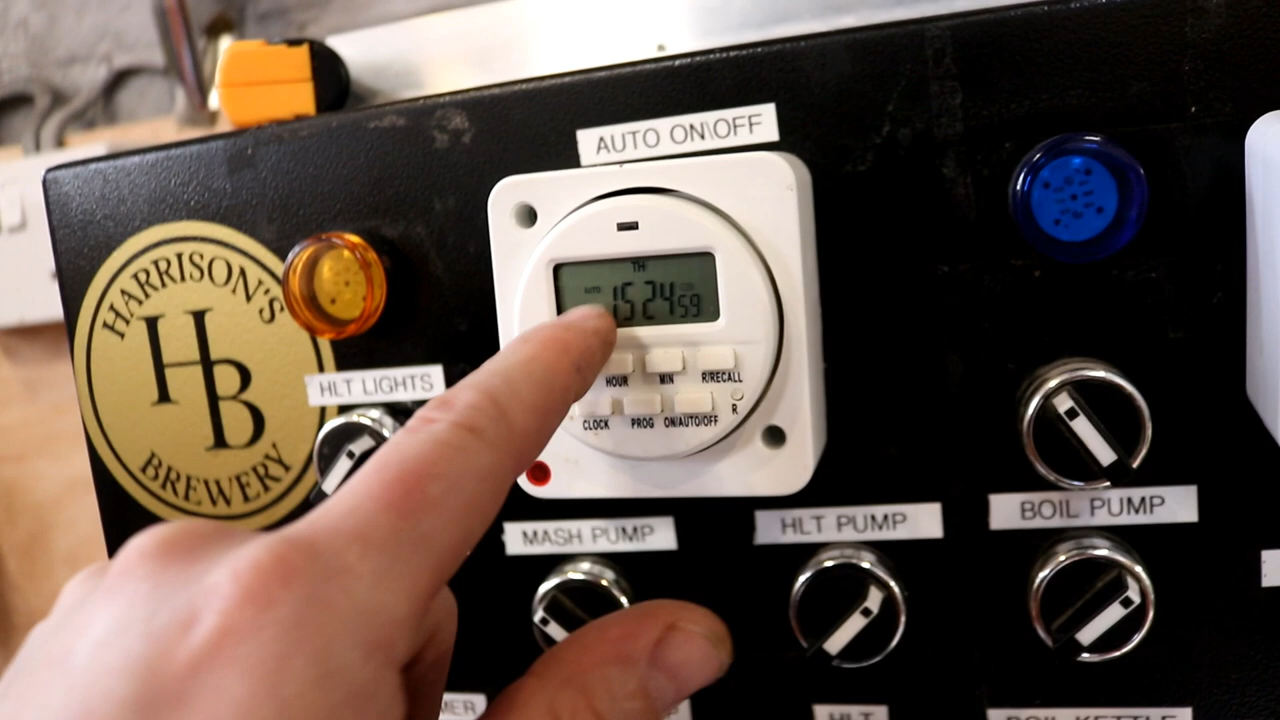 AUTO ON\OFF
HARRISON'S
HB
BREWERY
TH
AUTO
15 24 59
HOUR MIN R/RECALL
CLOCK PROG ON/AUTO/OFF R
HLT LIGHTS
MASH PUMP
HLT PUMP
BOIL PUMP
HLT
BOIL KETTLE